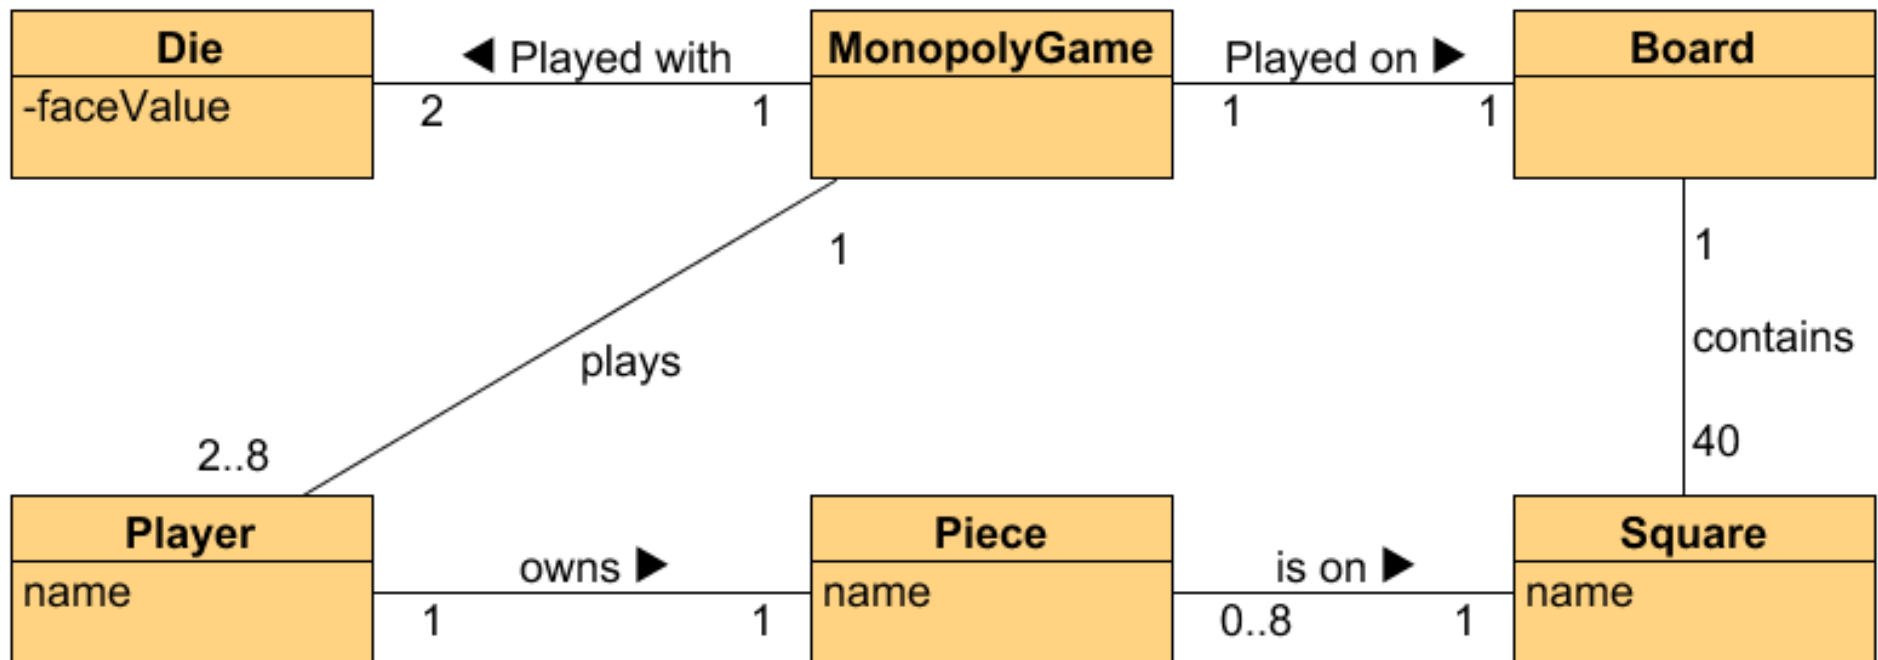 Die
-faceValue
◀ Played with
2
1
MonopolyGame
Played on ▶
1
1
Board
1
plays
2..8
1
contains
40
Player
name
owns ▶
1
1
Piece
name
is on ▶
0..8
1
Square
name